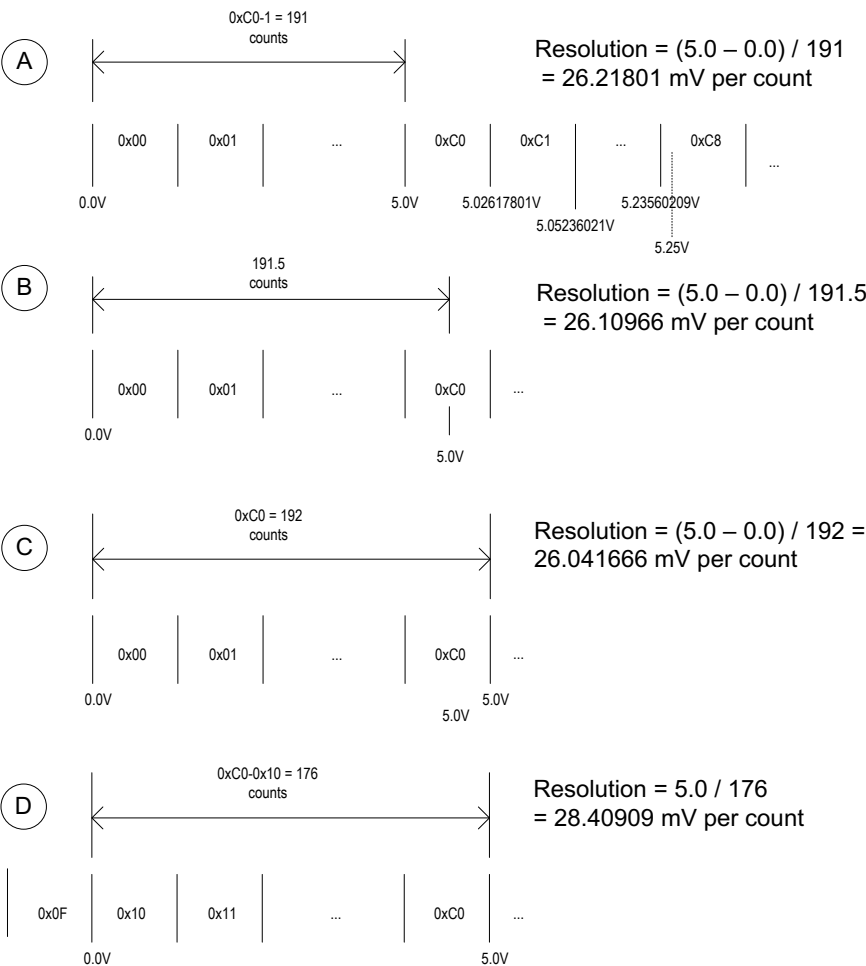 0xC0-1 = 191
counts
A
Resolution = (5.0 – 0.0) / 191
= 26.21801 mV per count
0x00 0x01 ... 0xC0 0xC1 ... 0xC8 ...
0.0V 5.0V 5.02617801V 5.23560209V
5.05236021V
5.25V
B
191.5
counts
Resolution = (5.0 – 0.0) / 191.5
= 26.10966 mV per count
0x00 0x01 ... 0xC0 ...
0.0V
5.0V
C
0xC0 = 192
counts
Resolution = (5.0 – 0.0) / 192 =
26.041666 mV per count
0x00 0x01 ... 0xC0 ...
0.0V 5.0V
5.0V
D
0xC0-0x10 = 176
counts
Resolution = 5.0 / 176
= 28.40909 mV per count
0x0F 0x10 0x11 ... 0xC0 ...
0.0V 5.0V